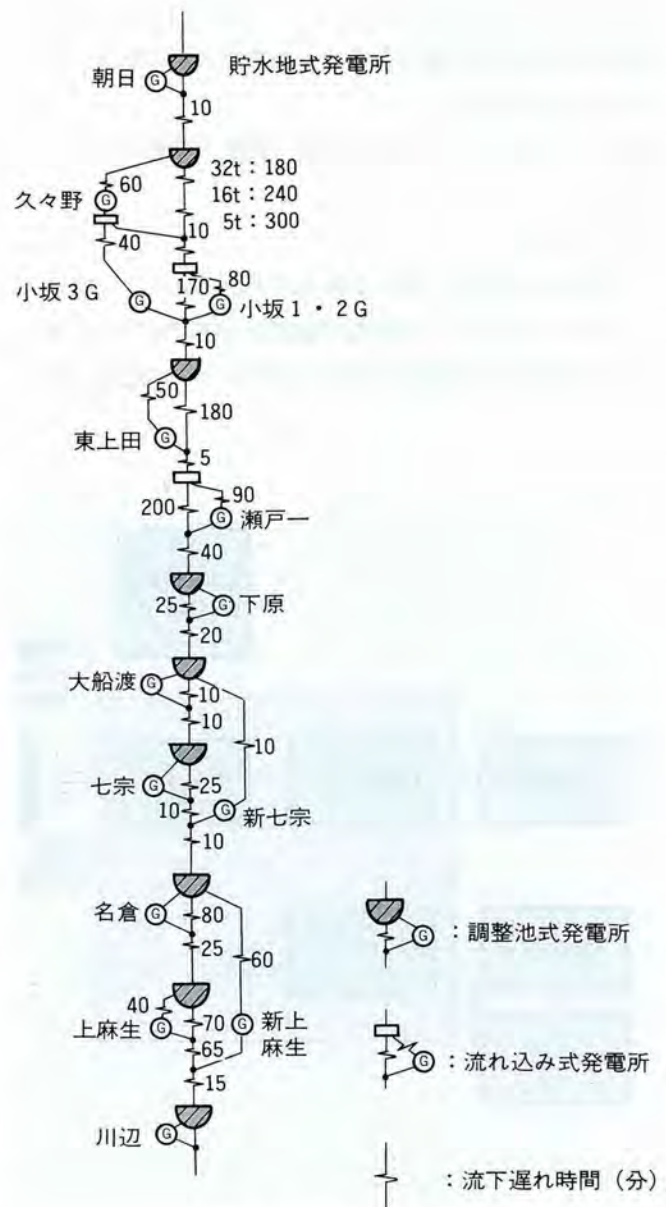 朝日
G
貯水地式発電所
10
32t：180
16t：240
5t：300
60
久々野
G
40
10
170
80
小坂3G
G
G
小坂1・2G
10
50
180
東上田
G
5
200
90
G
瀬戸一
40
25
G
下原
20
大船渡
G
10
10
10
七宗
G
25
10
G
新七宗
10
名倉
G
80
25
60
40
上麻生
G
70
65
G
新上
麻生
15
川辺
G
G
：調整池式発電所
G
：流れ込み式発電所
：流下遅れ時間（分）